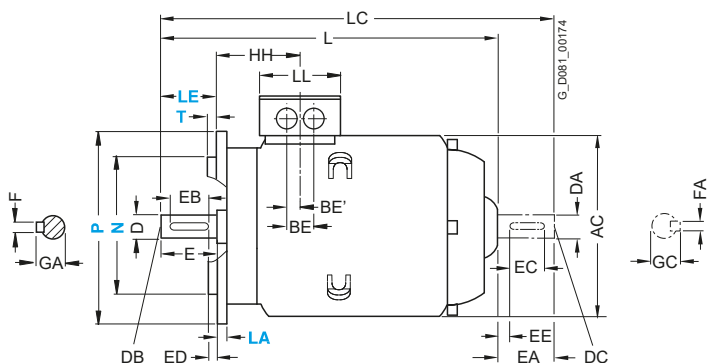 LC
L
HH
LL
LE
T
G_D081_00174
EB
F
P
N
D
BE'
BE
DA
FA
AC
E
GA
EC
GC
LA
EE
DB
ED
EA
DC